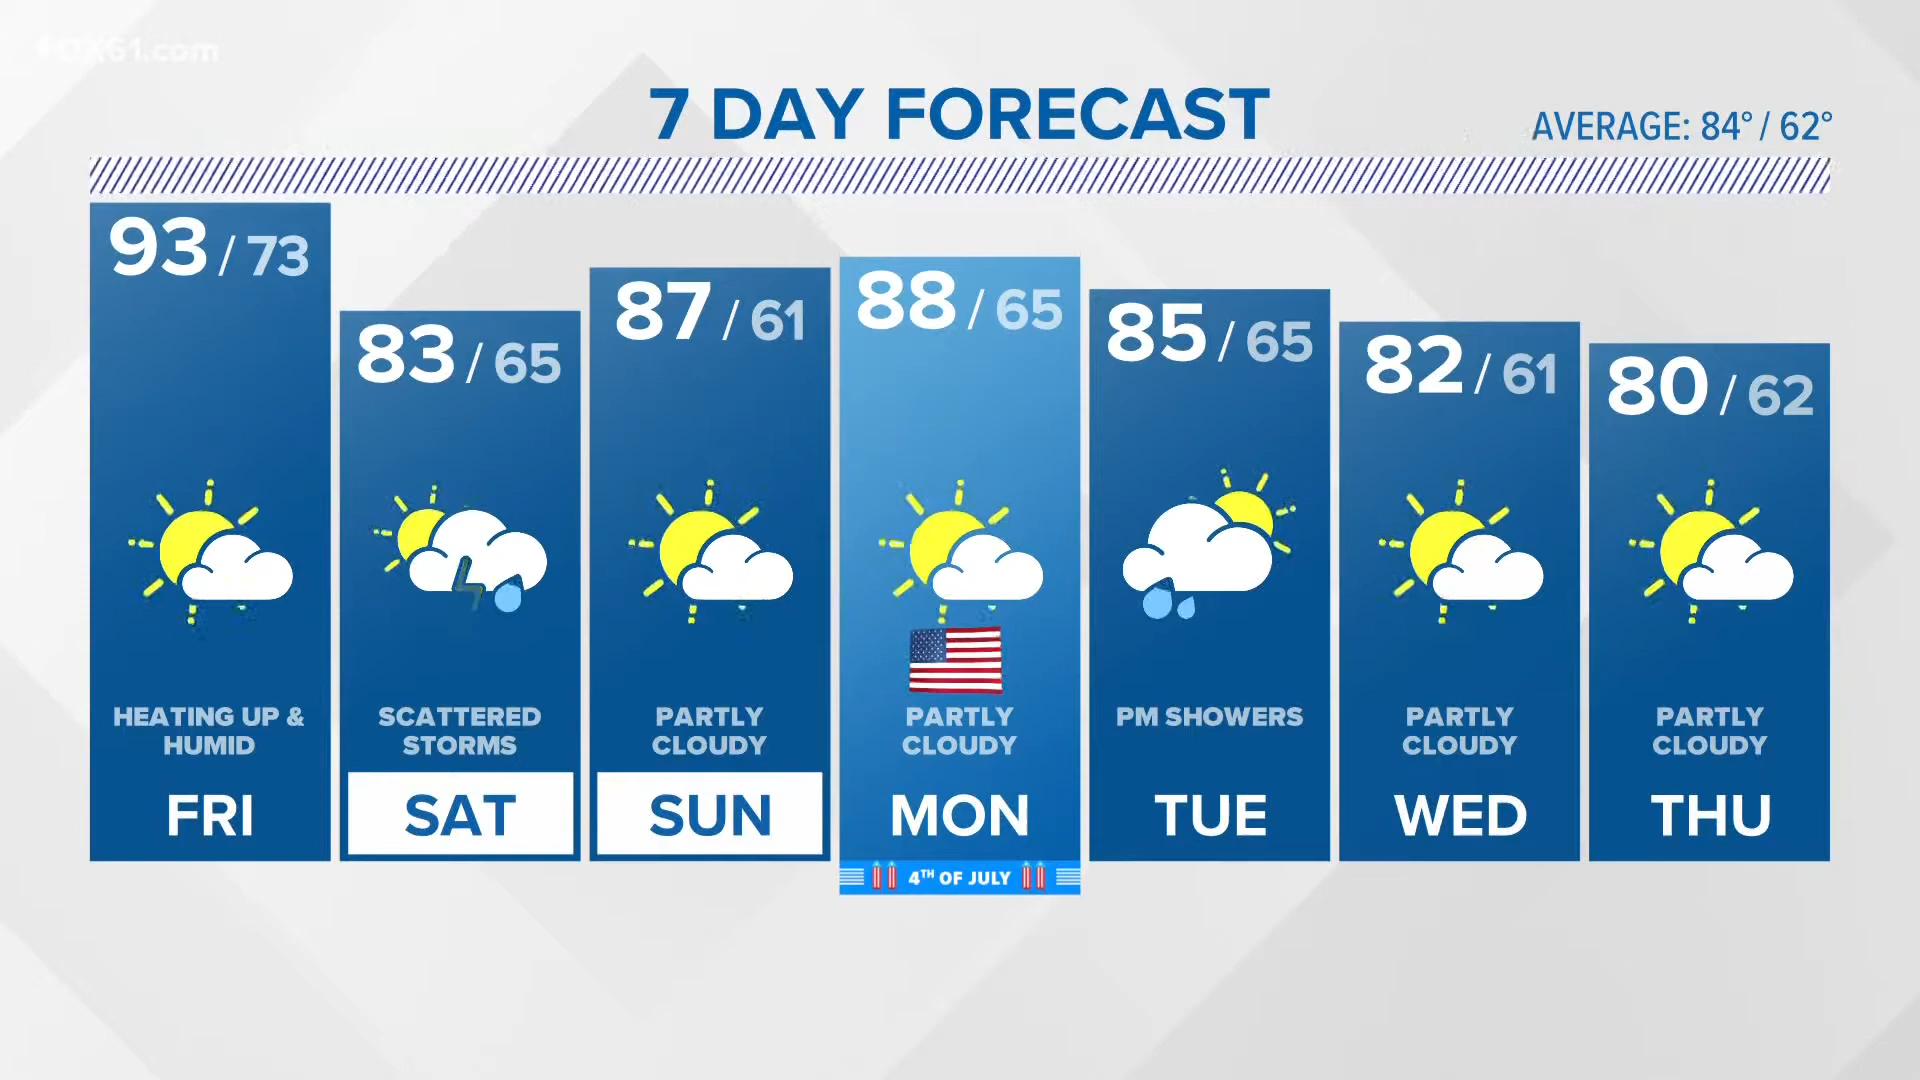 FOX61.com
7 DAY FORECAST
AVERAGE: 84° / 62°
93 / 73
HEATING UP &
HUMID
FRI
83 / 65
SCATTERED
STORMS
SAT
87 / 61
PARTLY
CLOUDY
SUN
88 / 65
PARTLY
CLOUDY
MON
4TH OF JULY
85 / 65
PM SHOWERS
TUE
82 / 61
PARTLY
CLOUDY
WED
80 / 62
PARTLY
CLOUDY
THU